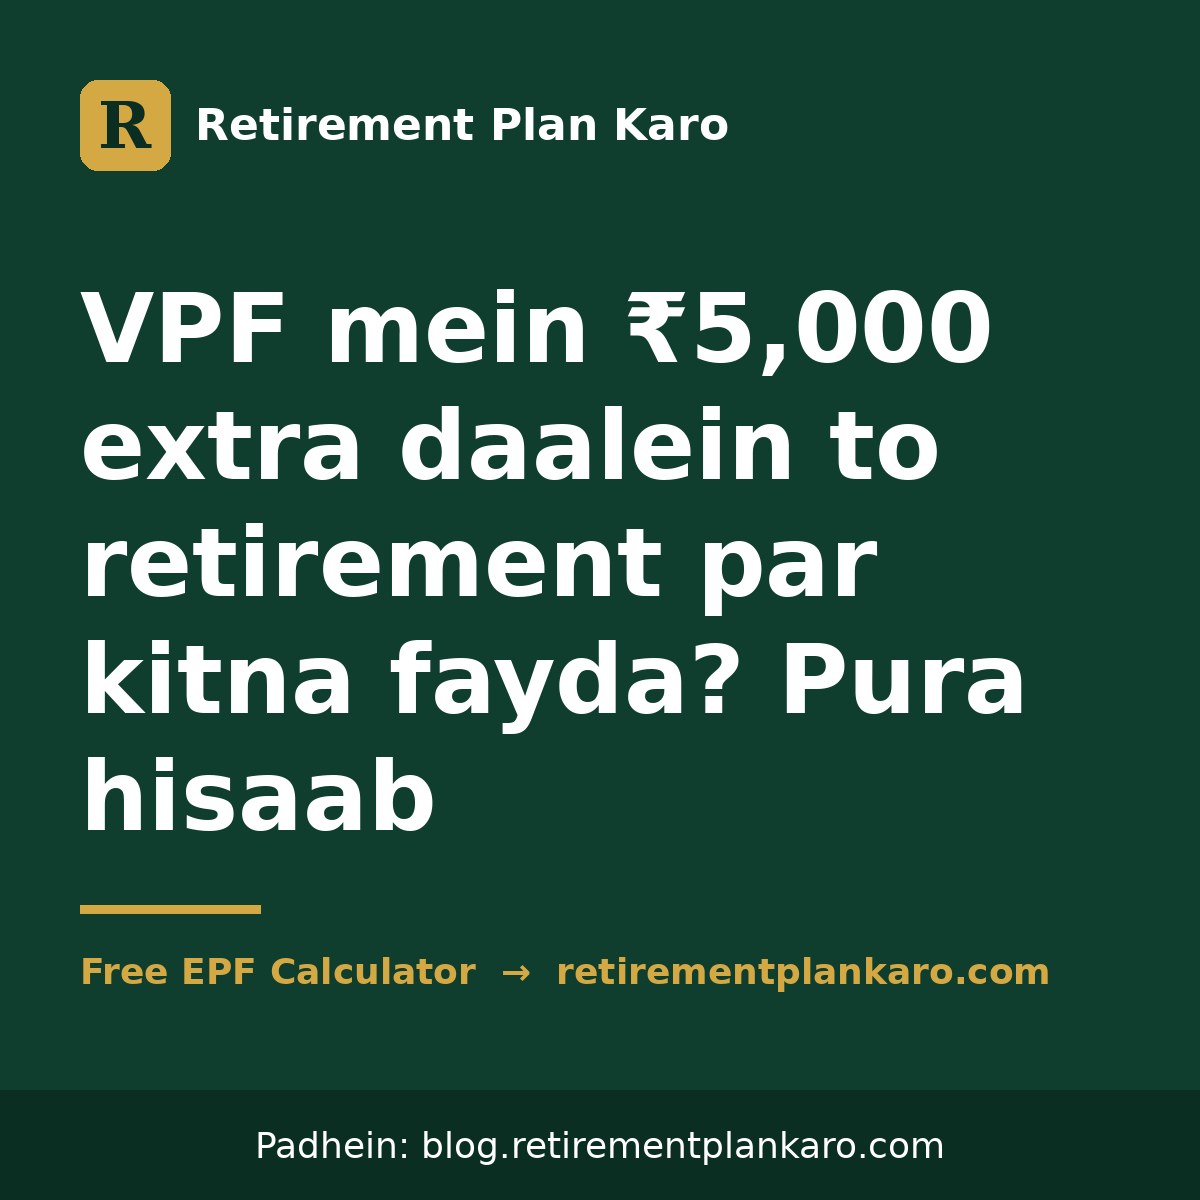 R
Retirement Plan Karo
VPF mein ₹5,000
extra daalein to
retirement par
kitna fayda? Pura
hisaab
Free EPF Calculator → retirementplankaro.com
Padhein: blog.retirementplankaro.com